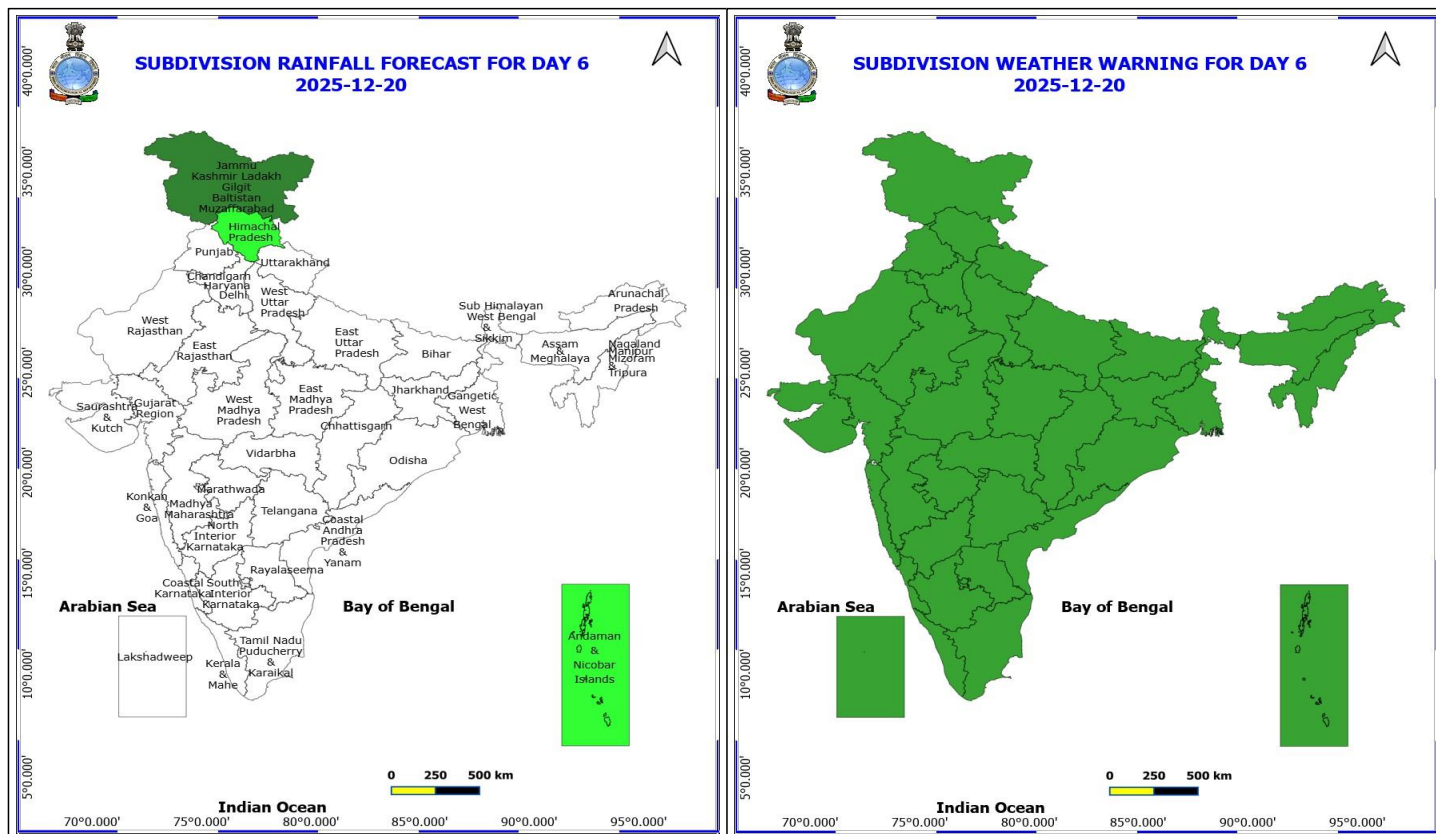 SUBDIVISION RAINFALL FORECAST FOR DAY 6
2025-12-20
40°0.000'
35°0.000'
30°0.000'
25°0.000'
20°0.000'
15°0.000'
10°0.000'
5°0.000'
Jammu
Kashmir Ladakh
Gilgit
Baltistan
Muzaffarabad
Himachal
Pradesh
Punjab
Uttarakhand
Chandigarh
Haryana
Delhi
West
Uttar
Pradesh
West
Rajasthan
East
Rajasthan
East
Uttar
Pradesh
Bihar
Sub Himalayan
West Bengal
&
Sikkim
Arunachal
Pradesh
Assam
&
Meghalaya
Nagaland
Manipur
Mizoram
&
Tripura
Saurashtra
&
Kutch
Gujarat
Region
West
Madhya
Pradesh
East
Madhya
Pradesh
Jharkhand
Gangetic
West
Bengal
Chhattisgarh
Vidarbha
Odisha
Konkan
&
Goa
Marathwada
Madhya
Maharashtra
North
Interior
Karnataka
Telangana
Coastal
Andhra
Pradesh
&
Yanam
Rayalaseema
Coastal
Karnataka
South
Interior
Karnataka
Arabian Sea
Bay of Bengal
Lakshadweep
Kerala
&
Mahe
Tamil Nadu
Puducherry
&
Karaikal
Andaman
&
Nicobar
Islands
0 250 500 km
Indian Ocean
70°0.000' 75°0.000' 80°0.000' 85°0.000' 90°0.000' 95°0.000'
SUBDIVISION WEATHER WARNING FOR DAY 6
2025-12-20
40°0.000'
35°0.000'
30°0.000'
25°0.000'
20°0.000'
15°0.000'
10°0.000'
5°0.000'
Arabian Sea
Bay of Bengal
0 250 500 km
Indian Ocean
70°0.000' 75°0.000' 80°0.000' 85°0.000' 90°0.000' 95°0.000'